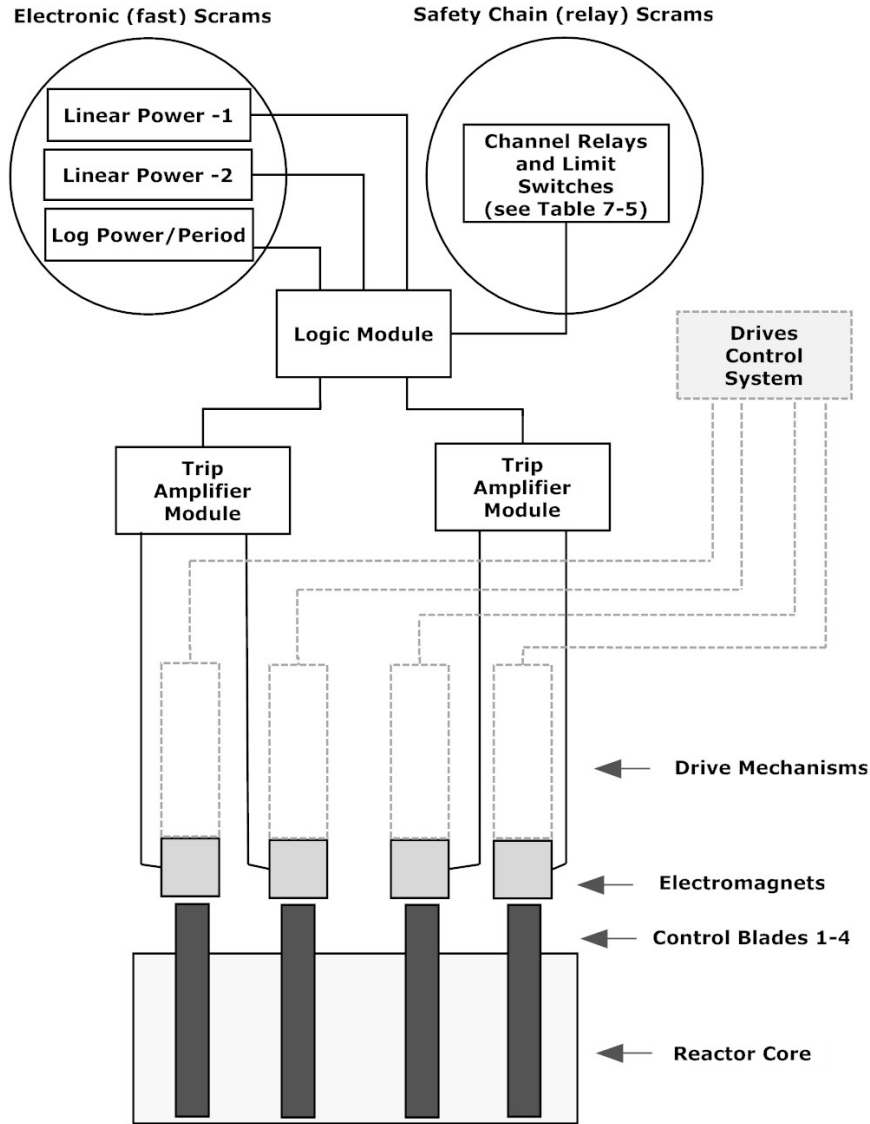 Electronic (fast) Scrams
Safety Chain (relay) Scrams
Linear Power -1
Linear Power -2
Log Power/Period
Channel Relays
and Limit
Switches
(see Table 7-5)
Logic Module
Drives
Control
System
Trip
Amplifier
Module
Trip
Amplifier
Module
Drive Mechanisms
Electromagnets
Control Blades 1-4
Reactor Core